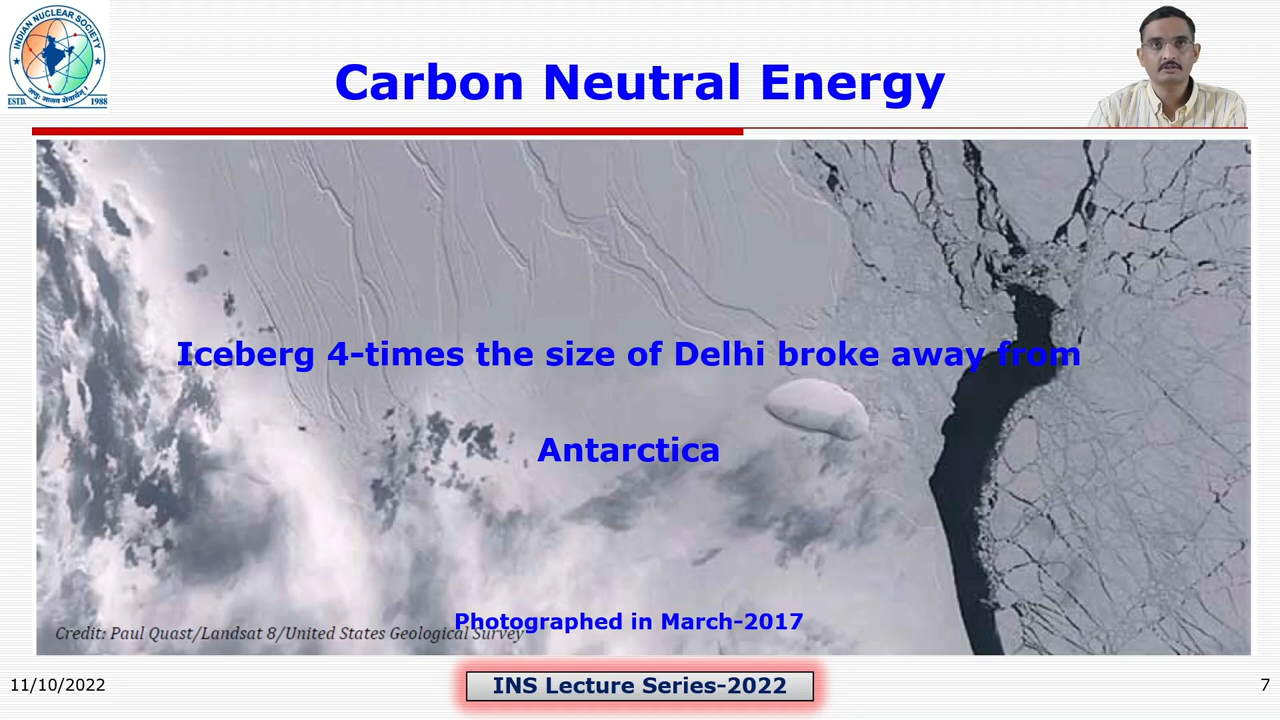 INDIAN NUCLEAR SOCIETY
ESTD. 1988
Carbon Neutral Energy
Iceberg 4-times the size of Delhi broke away from
Antarctica
Photographed in March-2017
Credit: Paul Quast/Landsat 8/United States Geological Survey
11/10/2022
INS Lecture Series-2022
7